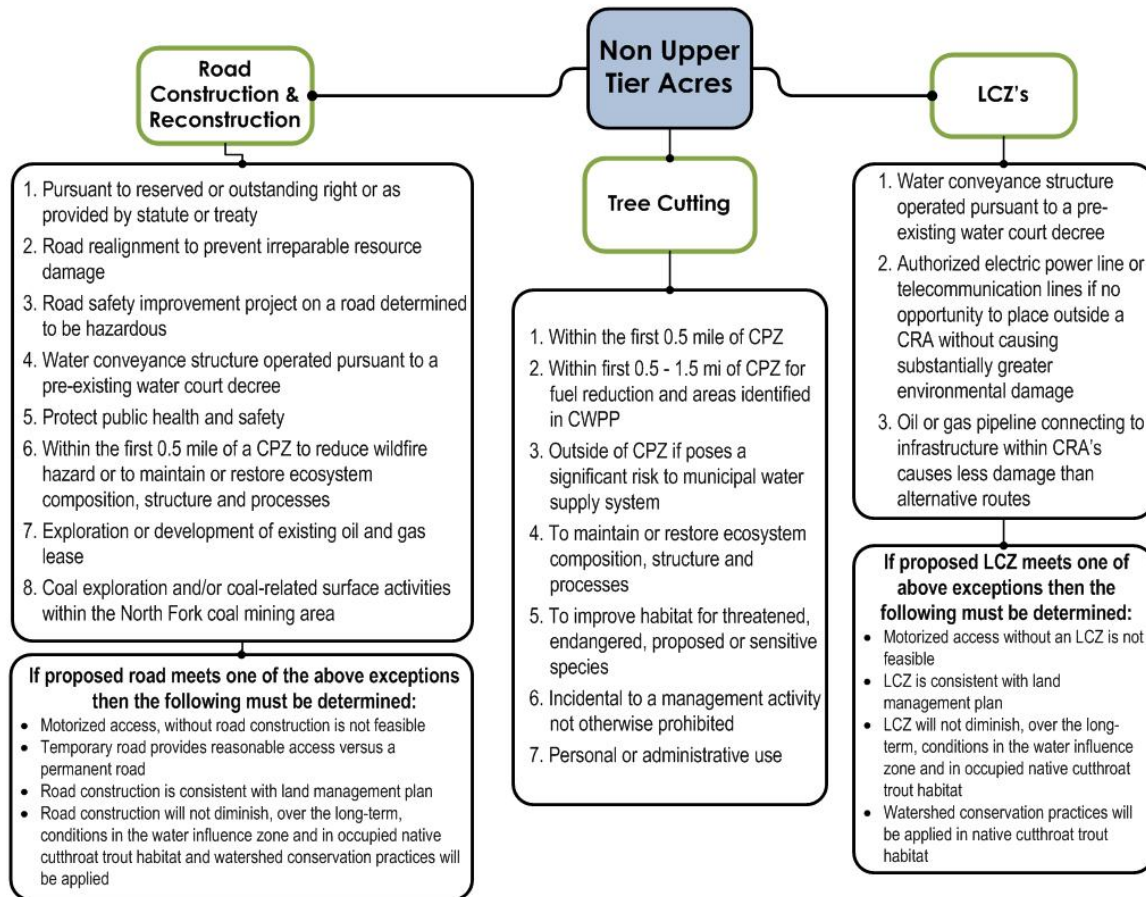 Non Upper
Tier Acres
Road
Construction &
Reconstruction
1. Pursuant to reserved or outstanding right or as
provided by statute or treaty
2. Road realignment to prevent irreparable resource
damage
3. Road safety improvement project on a road determined
to be hazardous
4. Water conveyance structure operated pursuant to a
pre-existing water court decree
5. Protect public health and safety
6. Within the first 0.5 mile of a CPZ to reduce wildfire
hazard or to maintain or restore ecosystem
composition, structure and processes
7. Exploration or development of existing oil and gas
lease
8. Coal exploration and/or coal-related surface activities
within the North Fork coal mining area
If proposed road meets one of the above exceptions
then the following must be determined:
• Motorized access, without road construction is not feasible
• Temporary road provides reasonable access versus a
permanent road
• Road construction is consistent with land management plan
• Road construction will not diminish, over the long-term,
conditions in the water influence zone and in occupied native
cutthroat trout habitat and watershed conservation practices will
be applied
Tree Cutting
1. Within the first 0.5 mile of CPZ
2. Within first 0.5 - 1.5 mi of CPZ for
fuel reduction and areas identified
in CWPP
3. Outside of CPZ if poses a
significant risk to municipal water
supply system
4. To maintain or restore ecosystem
composition, structure and
processes
5. To improve habitat for threatened,
endangered, proposed or sensitive
species
6. Incidental to a management activity
not otherwise prohibited
7. Personal or administrative use
LCZ's
1. Water conveyance structure
operated pursuant to a pre-
existing water court decree
2. Authorized electric power line or
telecommunication lines if no
opportunity to place outside a
CRA without causing
substantially greater
environmental damage
3. Oil or gas pipeline connecting to
infrastructure within CRA's
causes less damage than
alternative routes
If proposed LCZ meets one of
above exceptions then the
following must be determined:
• Motorized access without an LCZ is not
feasible
• LCZ is consistent with land
management plan
• LCZ will not diminish, over the long-
term, conditions in the water influence
zone and in occupied native cutthroat
trout habitat
• Watershed conservation practices will
be applied in native cutthroat trout
habitat